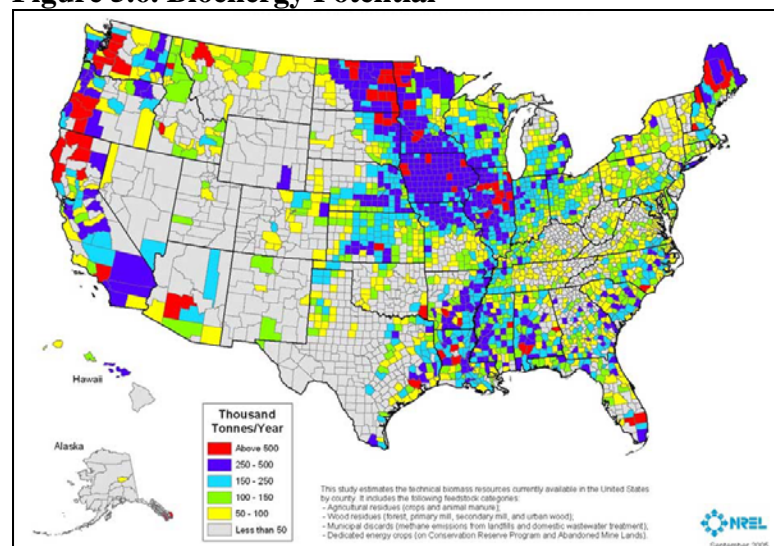 Figure 3.6: Bioenergy Potential
Hawaii
Alaska
Thousand
Tonnes/Year
Above 500
250 - 500
150 - 250
100 - 150
50 - 100
Less than 50
This study estimates the technical biomass resources currently available in the United States
by county. It includes the following feedstock categories:
- Agricultural residues (crops and animal manure);
- Wood residues (forest, primary mill, secondary mill, and urban wood);
- Municipal discards (methane emissions from landfills and domestic wastewater treatment);
- Dedicated energy crops (on Conservation Reserve Program and Abandoned Mine Lands).
NREL
September 2005